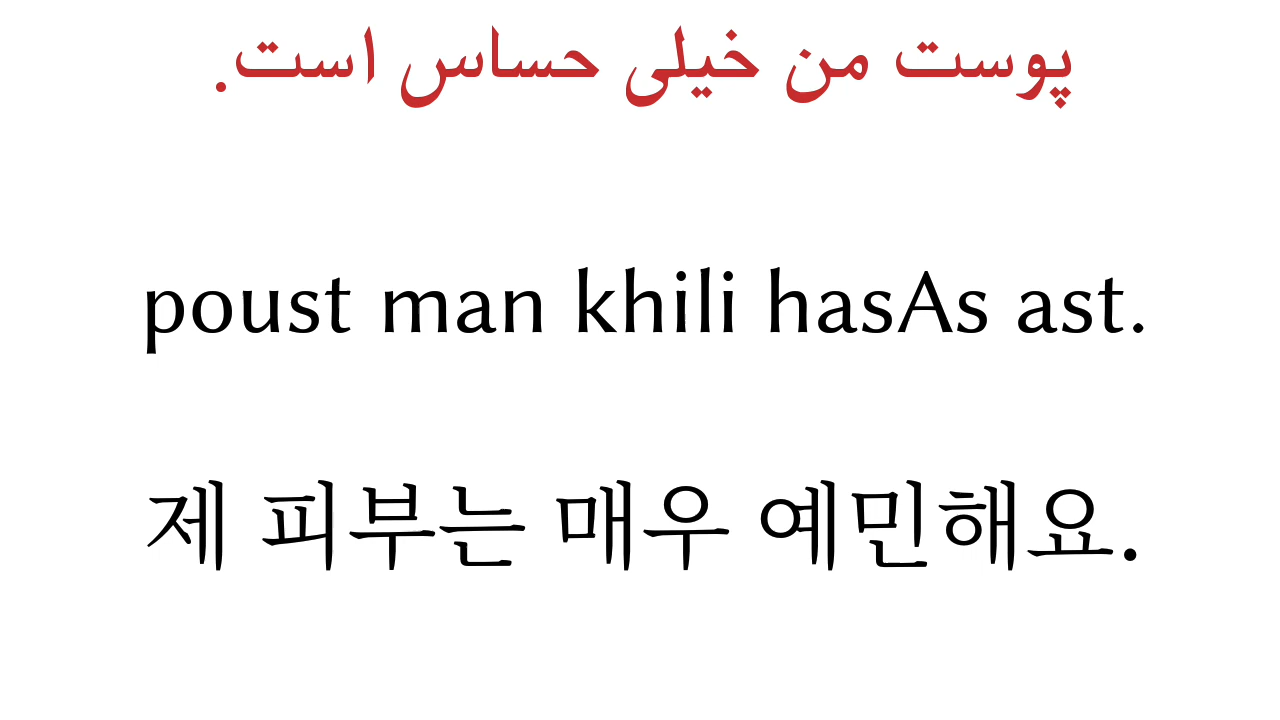 پوست من خیلی حساس است.
poust man khili hasAs ast.
제 피부는 매우 예민해요.